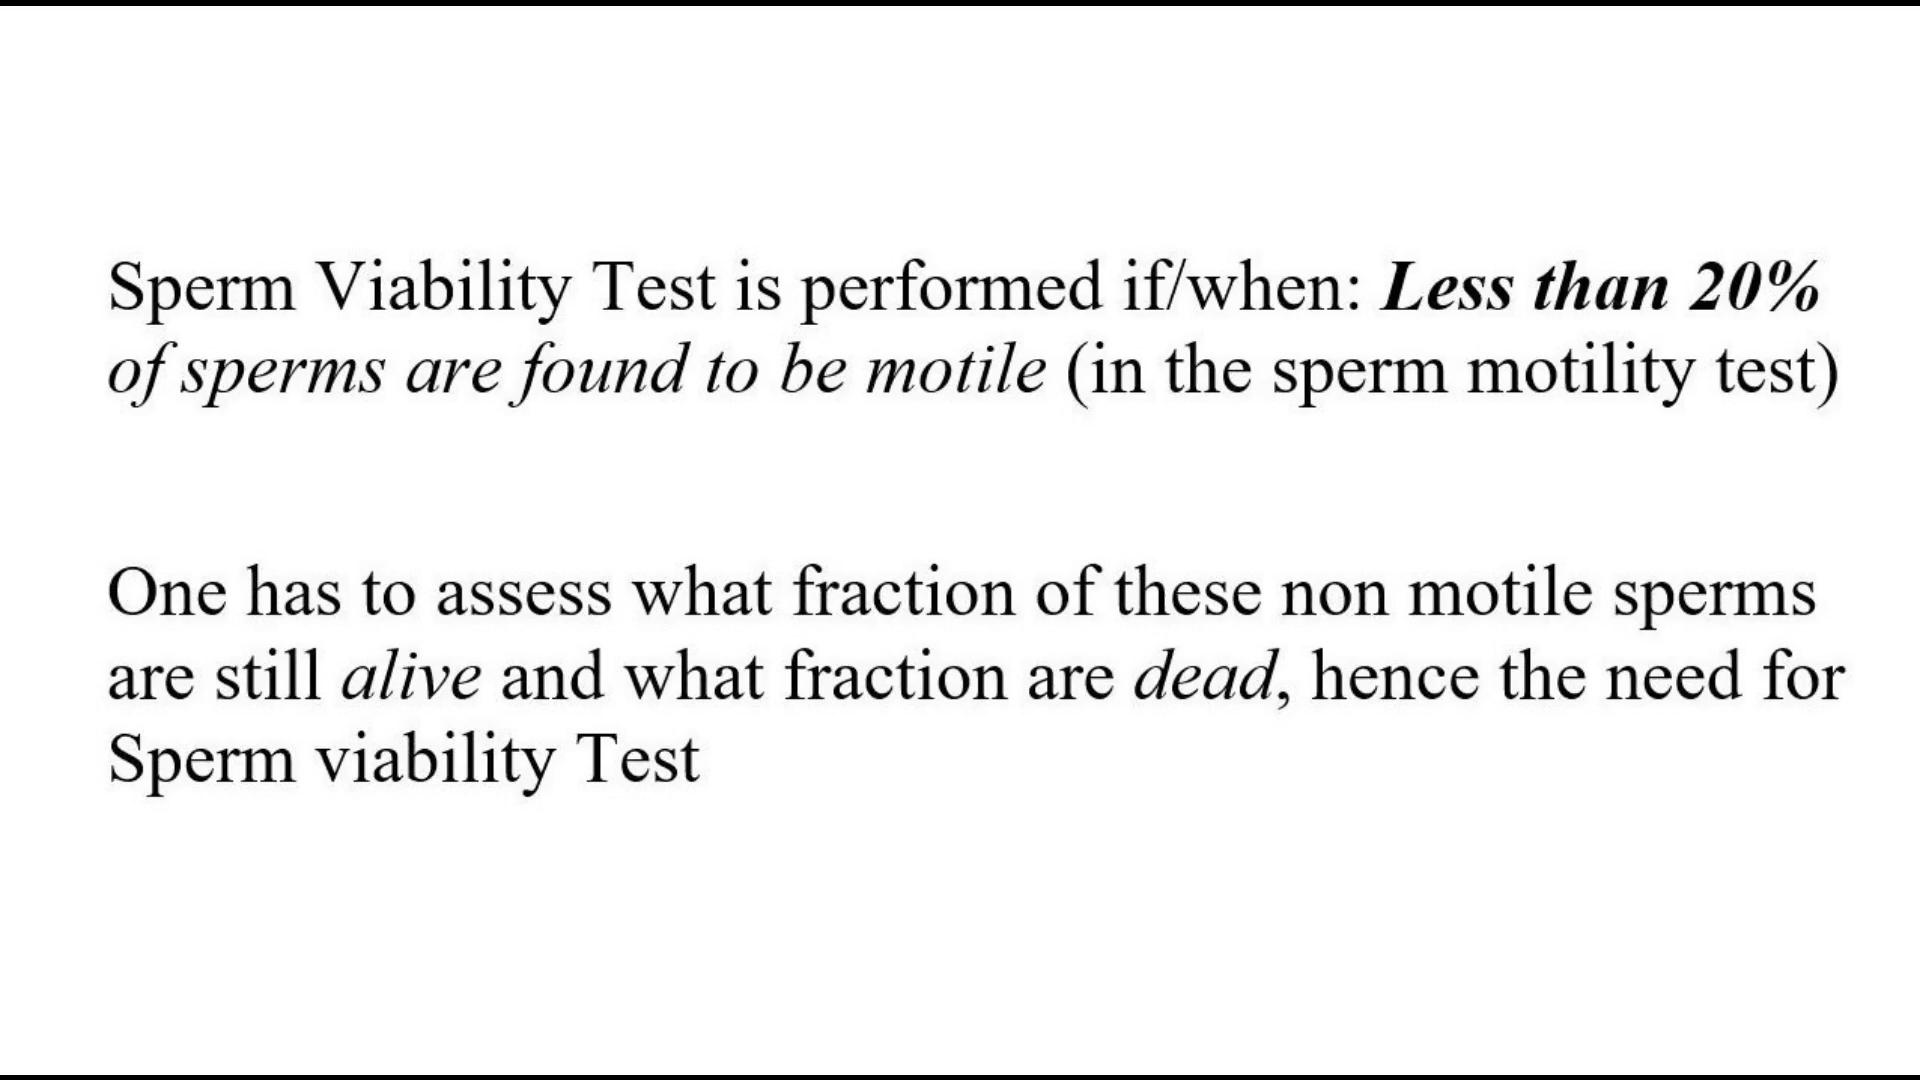 Sperm Viability Test is performed if/when: Less than 20%
of sperms are found to be motile (in the sperm motility test)
One has to assess what fraction of these non motile sperms
are still alive and what fraction are dead, hence the need for
Sperm viability Test